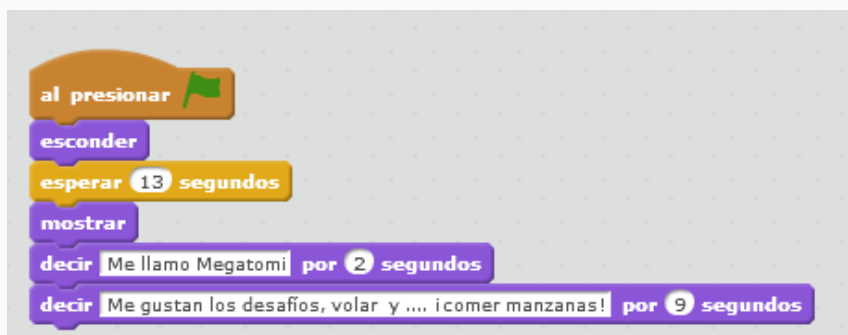 al presionar
esconder
esperar 13 segundos
mostrar
decir Me llamo Megatomi por 2 segundos
decir Me gustan los desafíos, volar y .... ¡comer manzanas! por 9 segundos